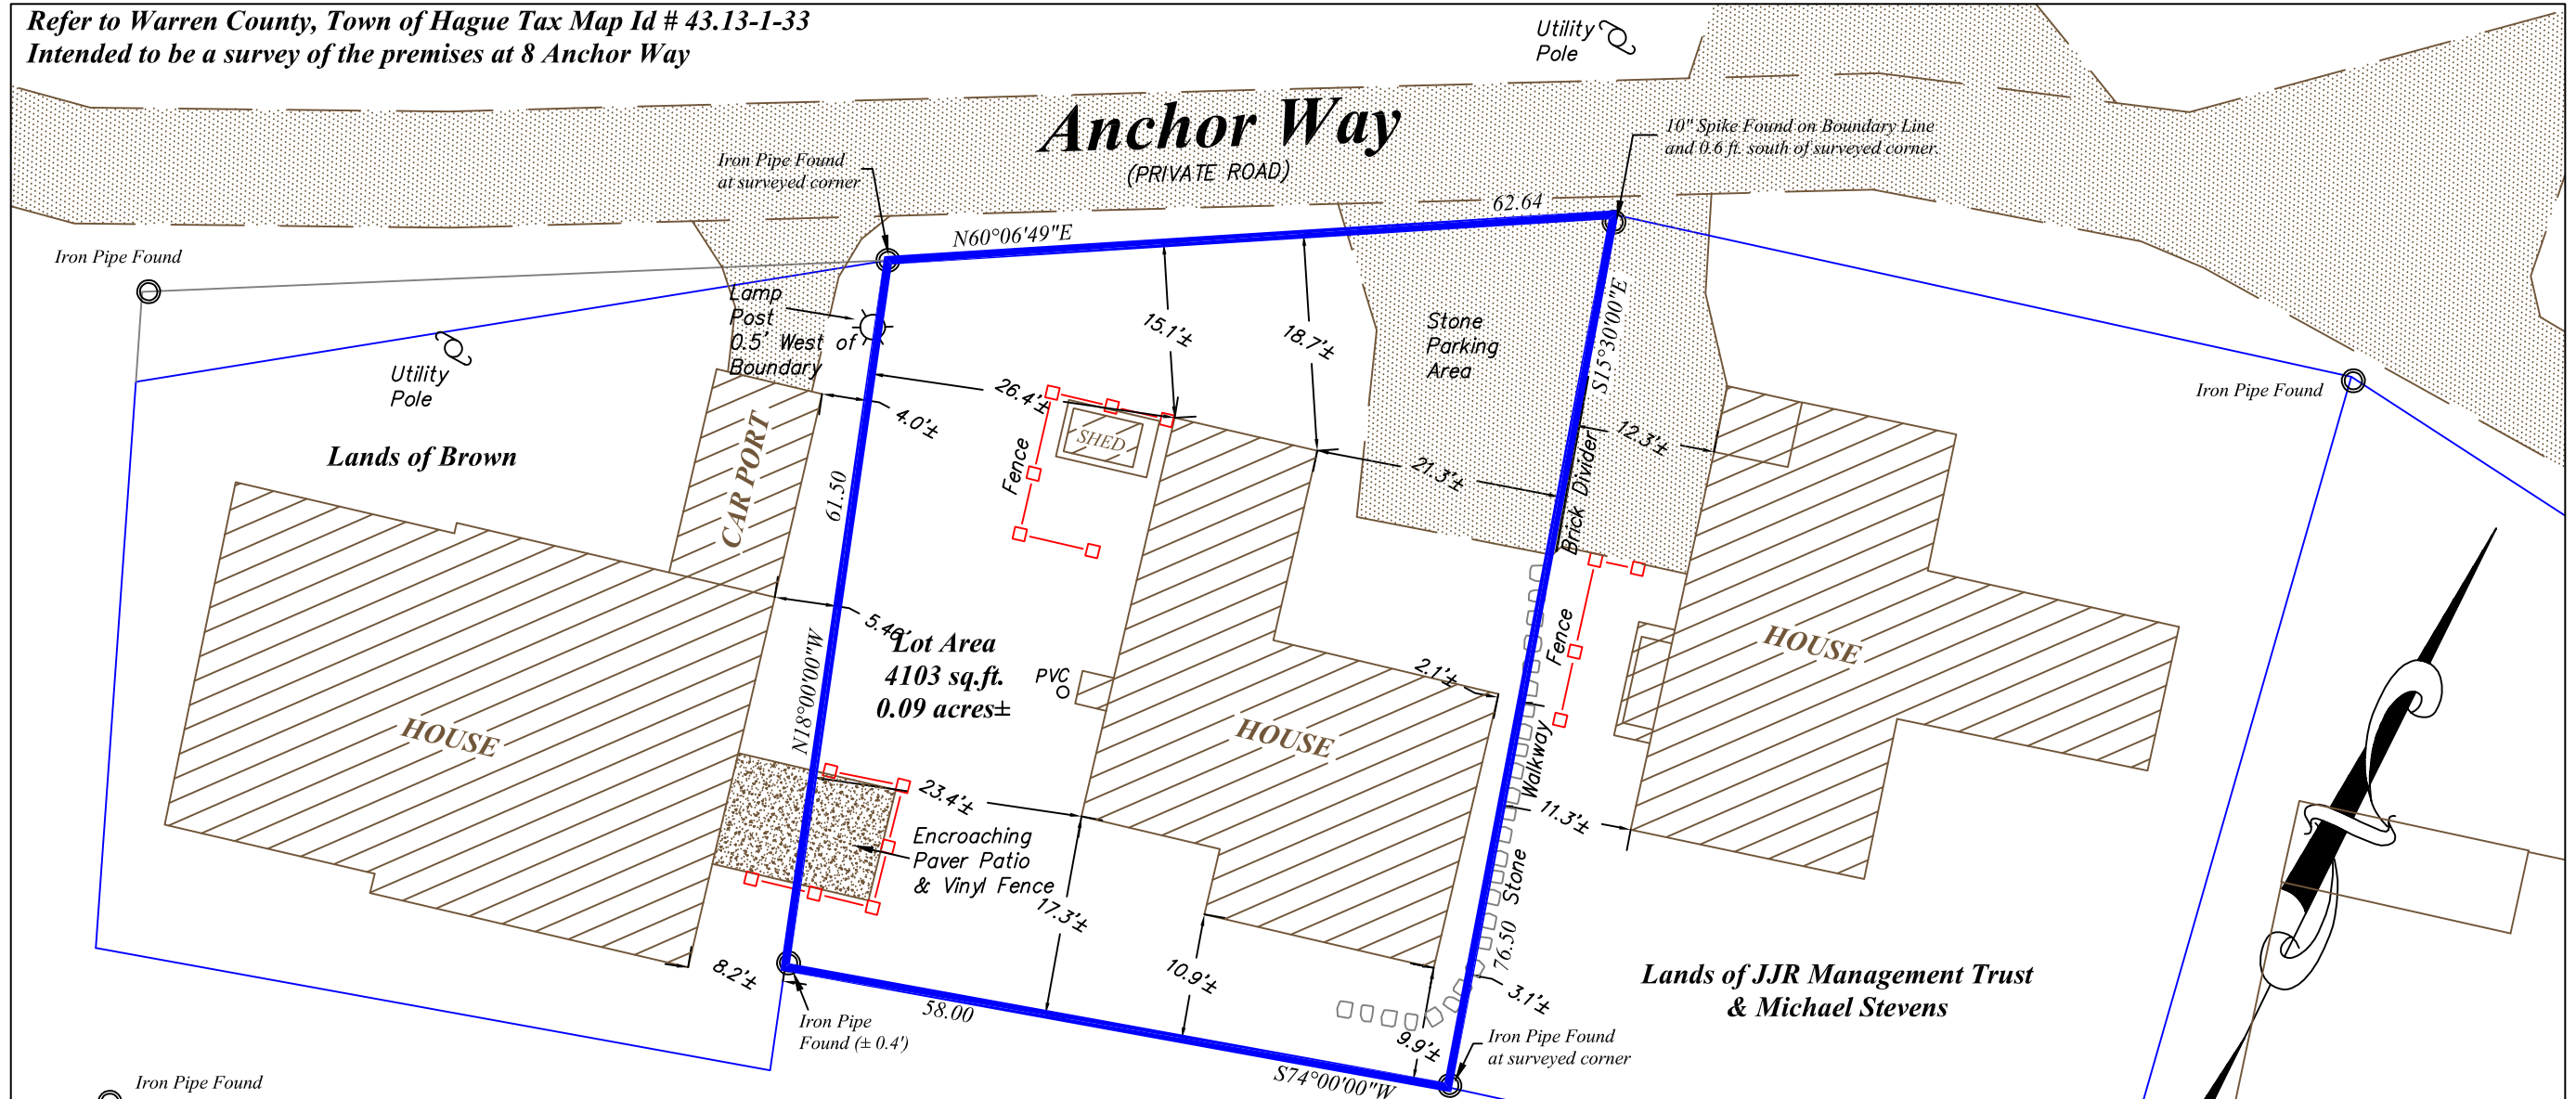 Refer to Warren County, Town of Hague Tax Map Id # 43.13-1-33
Intended to be a survey of the premises at 8 Anchor Way
Utility
Pole
Anchor Way
(PRIVATE ROAD)
10" Spike Found on Boundary Line
and 0.6 ft. south of surveyed corner.
Iron Pipe Found
at surveyed corner
62.64
N60°06'49"E
Iron Pipe Found
Lamp
Post
0.5' West of
Boundary
15.1'±
18.7'±
Stone
Parking
Area
S15°30'00"E
Utility
Pole
Iron Pipe Found
26.4'±
4.0'±
Lands of Brown
CAR PORT
61.50
Fence
SHED
21.3'±
12.3'±
Brick Divider
5.46'
Lot Area
4103 sq.ft.
0.09 acres±
N18°00'00"W
PVC
2.1'±
Fence
HOUSE
HOUSE
HOUSE
Walkway
23.4'±
11.3'±
Encroaching
Paver Patio
& Vinyl Fence
Stone
17.3'±
76.50
8.2'±
10.9'±
3.1'±
Lands of JJR Management Trust
& Michael Stevens
58.00
Iron Pipe
Found (± 0.4')
9.9'±
Iron Pipe Found
at surveyed corner
S74°00'00"W
Iron Pipe Found